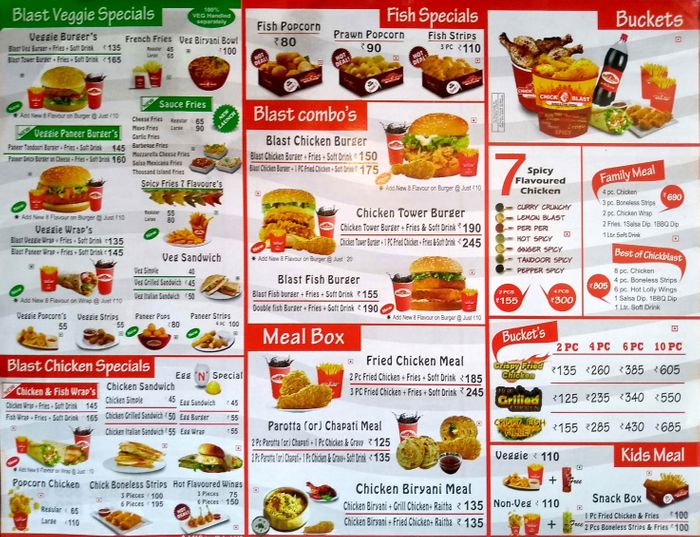 Blast Veggie Specials
100%
VEG Handled
separately
Veggie Burger's
Blast Veg Burger + Fries + Soft Drink ₹ 135
Blast Tower Burger + Fries + Soft Drink ₹ 165
New
Add New 8 Flavour on Burger @ Just ₹10
French Fries
Regular 45
Large 65
Veg Biryani Bowl
₹100
Veggie Paneer Burger's
Paneer Tandoori Burger + Fries + Soft Drink 145
Paneer Spicy Burger on Cheese + Fries + Soft Drink 160
Add New 8 Flavour on Burger @ Just ₹10
Sauce Fries
NEW LAUNCH
Cheese Fries
Mayo Fries
Garlic Fries
Barbeque Fries
Mozzarella Cheese Fries
Salsa Mexicana Fries
Thousand Island Fries
Regular 65
Large 90
Spicy Fries 7 Flavoure's
Regular 55
Large 80
Veggie Wrap's
Blast Veggie Wrap + Fries + Soft Drink ₹135
Blast Paneer Wrap + Fries + Soft Drink ₹145
Add New 8 Flavour on Wrap @ Just ₹10
Veg Sandwich
Veg Simple ₹40
Veg Grilled Sandwich ₹45
Veg Italian Sandwich ₹50
Veggie Popcorn's
55
Veggie Strips
₹55
Paneer Pops
₹80
Paneer Strips
4 PC ₹100
Blast Chicken Specials
Chicken & Fish Wrap's
Chicken Wrap + Fries + Soft Drink 145
Fish Wrap + Fries + Soft Drink 165
Add New 8 Flavour on Wrap @ Just ₹10
Chicken Sandwich
Chicken Simple ₹45
Chicken Grilled Sandwich ₹50
Chicken Italian Sandwich ₹55
Egg New Special
Egg Sandwich ₹45
Egg Burger ₹55
Egg Wrap ₹55
Popcorn Chicken
Regular ₹65
Large ₹110
Chick Boneless Strips
3 Pieces ₹100
6 Pieces ₹195
Hot Flavoured Wings
3 Pieces 75
6 Pieces 150
Fish Specials
Fish Popcorn
₹80
Prawn Popcorn
₹90
Fish Strips
3 PC ₹110
HOT DEAL!
HOT DEAL!
HOT DEAL!
Blast combo's
Blast Chicken Burger
Blast Chicken Burger + Fries + Soft Drink ₹150
Blast Chicken Burger + 1 PC Fried Chicken + Soft Drink ₹175
Add New 8 Flavour on Burger @ Just ₹10
Chicken Tower Burger
Chicken Tower Burger + Fries + Soft Drink ₹190
Chicken Tower Burger + 1 PC Fried Chicken + Fries & Soft Drink ₹245
Add New 8 Flavour on Burger @ Just : 20
Blast Fish Burger
Blast Fish burger + Fries + Soft Drink ₹155
Double fish Burger + Fries + Soft Drink ₹190
Add New 8 Flavour on Burger @ Just ₹10
Meal Box
Fried Chicken Meal
2 Pc Fried Chicken + Fries + Soft Drink ₹185
3 PC Fried Chicken + Fries + Soft Drink ₹245
Parotta (or) Chapati Meal
2 Pc Parotta (or) Chapati + 1 Pc Chicken & Gravy ₹125
2 Pc Parotta (or) Chapati + 1 Pc Chicken & Gravy+ Soft Drink ₹135
Chicken Biryani Meal
Chicken Biryani + Grill Chicken+ Raitha ₹135
Chicken Biryani + Fried Chicken+ Raitha ₹135
Buckets
CHICK BLAST
SPICY
7 Spicy
Flavoured
Chicken
CURRY CRUNCHY
LEMON BLAST
PERI PERI
HOT SPICY
GINGER SPICY
TANDOORI SPICY
PEPPER SPICY
2 PCS
₹155
4 PCS
₹300
Family Meal
4 pc. Chicken
3 pc. Boneless Strips
2 pc. Chicken Wrap
2 Fries. 1Salsa Dip. 1BBQ Dip
1 Ltr. Soft Drink
₹690
Best of Chickblast
8 pc. Chicken
4 pc. Boneless Strips
6 pc. Hot Lolly Wings
1 Salsa Dip. 1BBQ Dip
1 Ltr. Soft Drink
₹805
Bucket's
2 PC 4 PC 6 PC 10 PC
Crispy Fried Chicken ₹135 ₹260 ₹385 ₹605
Grilled ₹125 ₹235 ₹340 ₹550
CRISPY FISH ₹155 ₹285 ₹430 ₹685
Kids Meal
Veggie ₹110
Free
Non-Veg ₹110
Free
Snack Box
1 Pc Fried Chicken & Fries ₹100
2 Pcs Boneless Strips & Fries ₹100